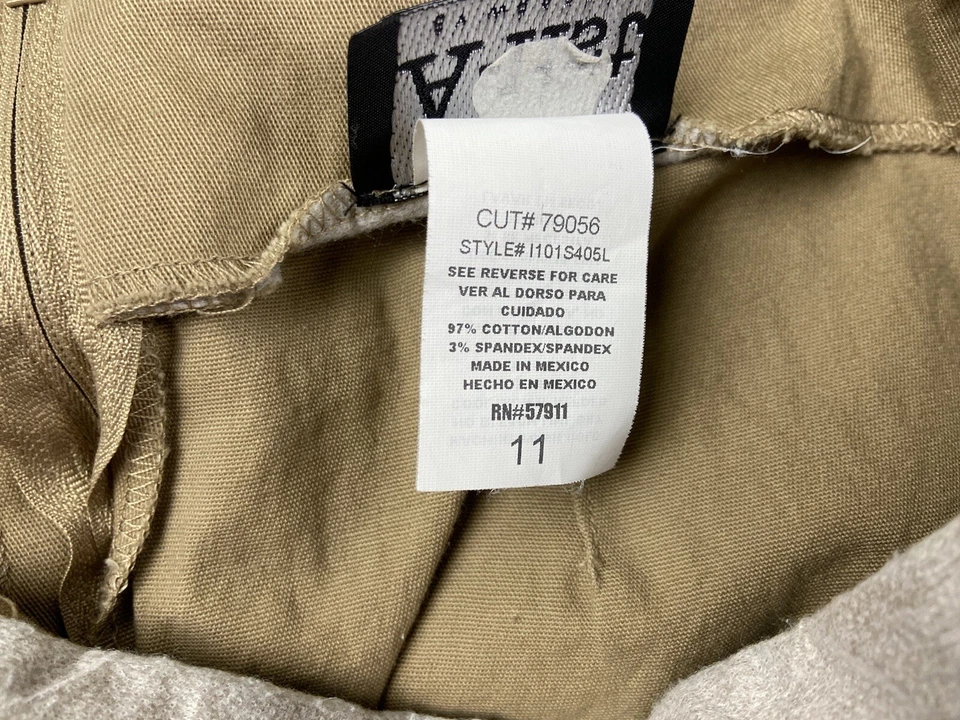 CUT# 79056
STYLE# I101S405L
SEE REVERSE FOR CARE
VER AL DORSO PARA
CUIDADO
97% COTTON/ALGODON
3% SPANDEX/SPANDEX
MADE IN MEXICO
HECHO EN MEXICO
RN#57911
11